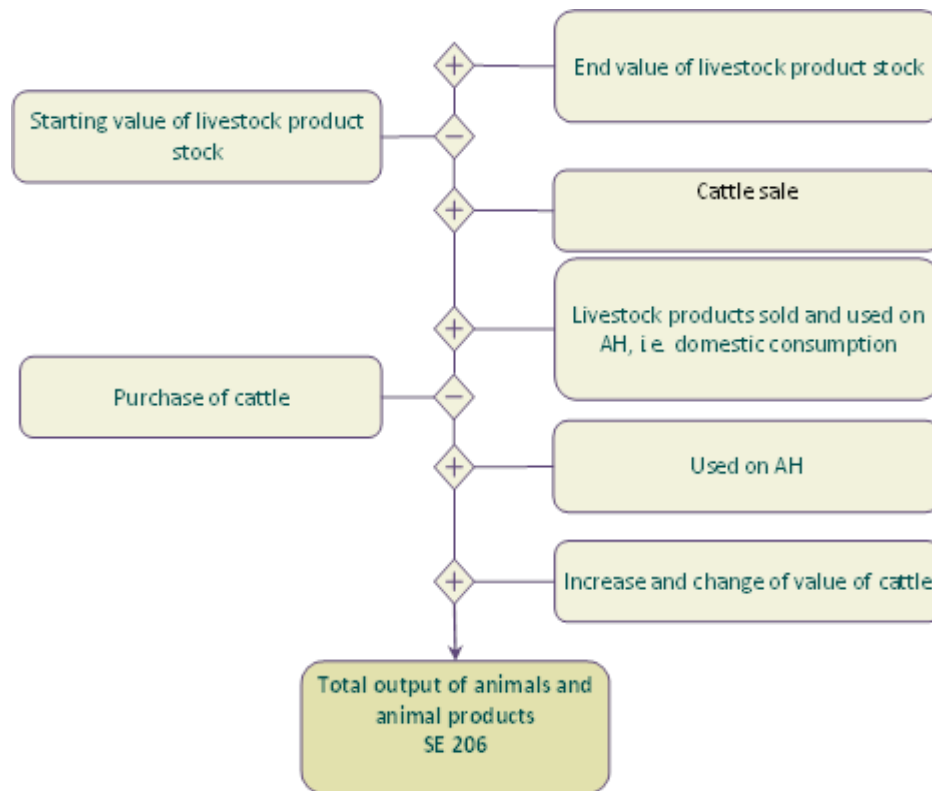 End value of livestock product stock
Starting value of livestock product
stock
Cattle sale
Livestock products sold and used on
AH, i.e. domestic consumption
Purchase of cattle
Used on AH
Increase and change of value of cattle
Total output of animals and
animal products
SE 206